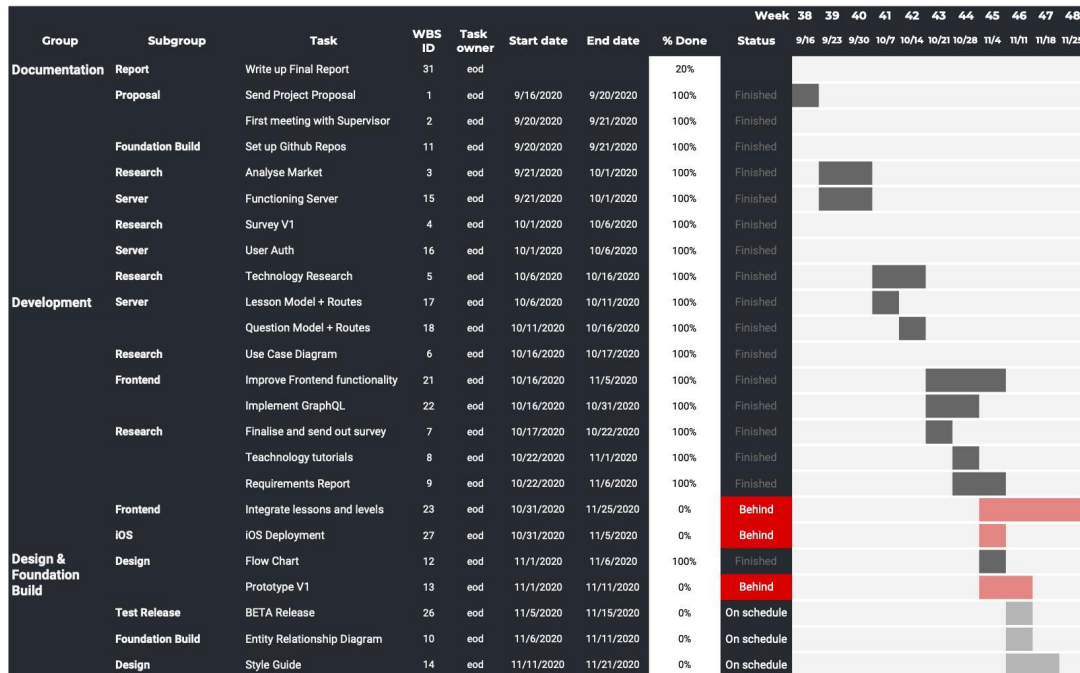 Week 38 39 40 41 42 43 44 45 46 47 48
Group Subgroup Task WBS ID Task owner Start date End date % Done Status 9/16 9/23 9/30 10/7 10/14 10/21 10/28 11/4 11/11 11/18 11/25
Documentation Report Write up Final Report 31 eod 20%
Proposal Send Project Proposal 1 eod 9/16/2020 9/20/2020 100% Finished
First meeting with Supervisor 2 eod 9/20/2020 9/21/2020 100% Finished
Foundation Build Set up Github Repos 11 eod 9/20/2020 9/21/2020 100% Finished
Research Analyse Market 3 eod 9/21/2020 10/1/2020 100% Finished
Server Functioning Server 15 eod 9/21/2020 10/1/2020 100% Finished
Research Survey V1 4 eod 10/1/2020 10/6/2020 100% Finished
Server User Auth 16 eod 10/1/2020 10/6/2020 100% Finished
Research Technology Research 5 eod 10/6/2020 10/16/2020 100% Finished
Development Server Lesson Model + Routes 17 eod 10/6/2020 10/11/2020 100% Finished
Question Model + Routes 18 eod 10/11/2020 10/16/2020 100% Finished
Research Use Case Diagram 6 eod 10/16/2020 10/17/2020 100% Finished
Frontend Improve Frontend functionality 21 eod 10/16/2020 11/5/2020 100% Finished
Implement GraphQL 22 eod 10/16/2020 10/31/2020 100% Finished
Research Finalise and send out survey 7 eod 10/17/2020 10/22/2020 100% Finished
Teachnology tutorials 8 eod 10/22/2020 11/1/2020 100% Finished
Requirements Report 9 eod 10/22/2020 11/6/2020 100% Finished
Frontend Integrate lessons and levels 23 eod 10/31/2020 11/25/2020 0% Behind
iOS iOS Deployment 27 eod 10/31/2020 11/5/2020 0% Behind
Design & Foundation Build Design Flow Chart 12 eod 11/1/2020 11/6/2020 100% Finished
Prototype V1 13 eod 11/1/2020 11/11/2020 0% Behind
Test Release BETA Release 26 eod 11/5/2020 11/15/2020 0% On schedule
Foundation Build Entity Relationship Diagram 10 eod 11/6/2020 11/11/2020 0% On schedule
Design Style Guide 14 eod 11/11/2020 11/21/2020 0% On schedule